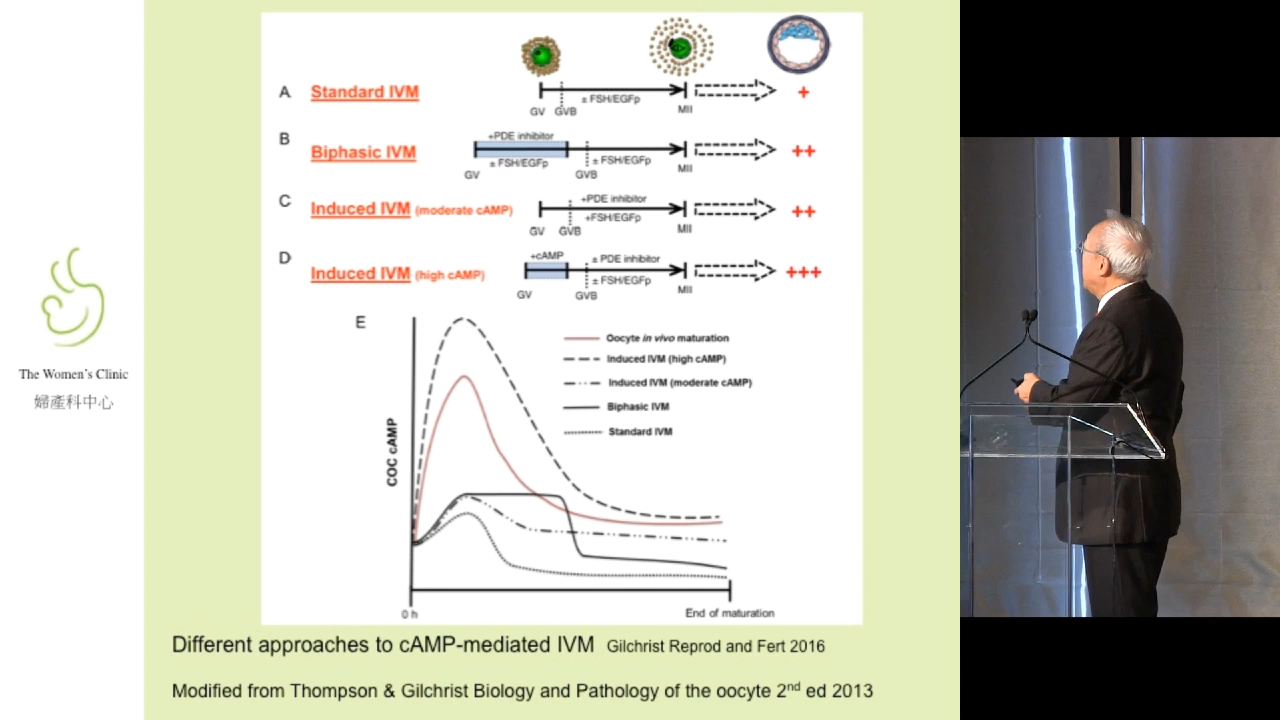 A Standard IVM
GV GVB ± FSH/EGFp MII +
B Biphasic IVM
+PDE inhibitor
± FSH/EGFp ± FSH/EGFp ++
GV GVB MII
C Induced IVM (moderate cAMP)
+PDE inhibitor
+FSH/EGFp ++
GV GVB MII
D Induced IVM (high cAMP)
+cAMP ± PDE inhibitor
± FSH/EGFp +++
GV GVB MII
E
Oocyte in vivo maturation
Induced IVM (high cAMP)
Induced IVM (moderate cAMP)
Biphasic IVM
Standard IVM
COC cAMP
0 h End of maturation
The Women's Clinic
婦產科中心
Different approaches to cAMP-mediated IVM Gilchrist Reprod and Fert 2016
Modified from Thompson & Gilchrist Biology and Pathology of the oocyte 2nd ed 2013